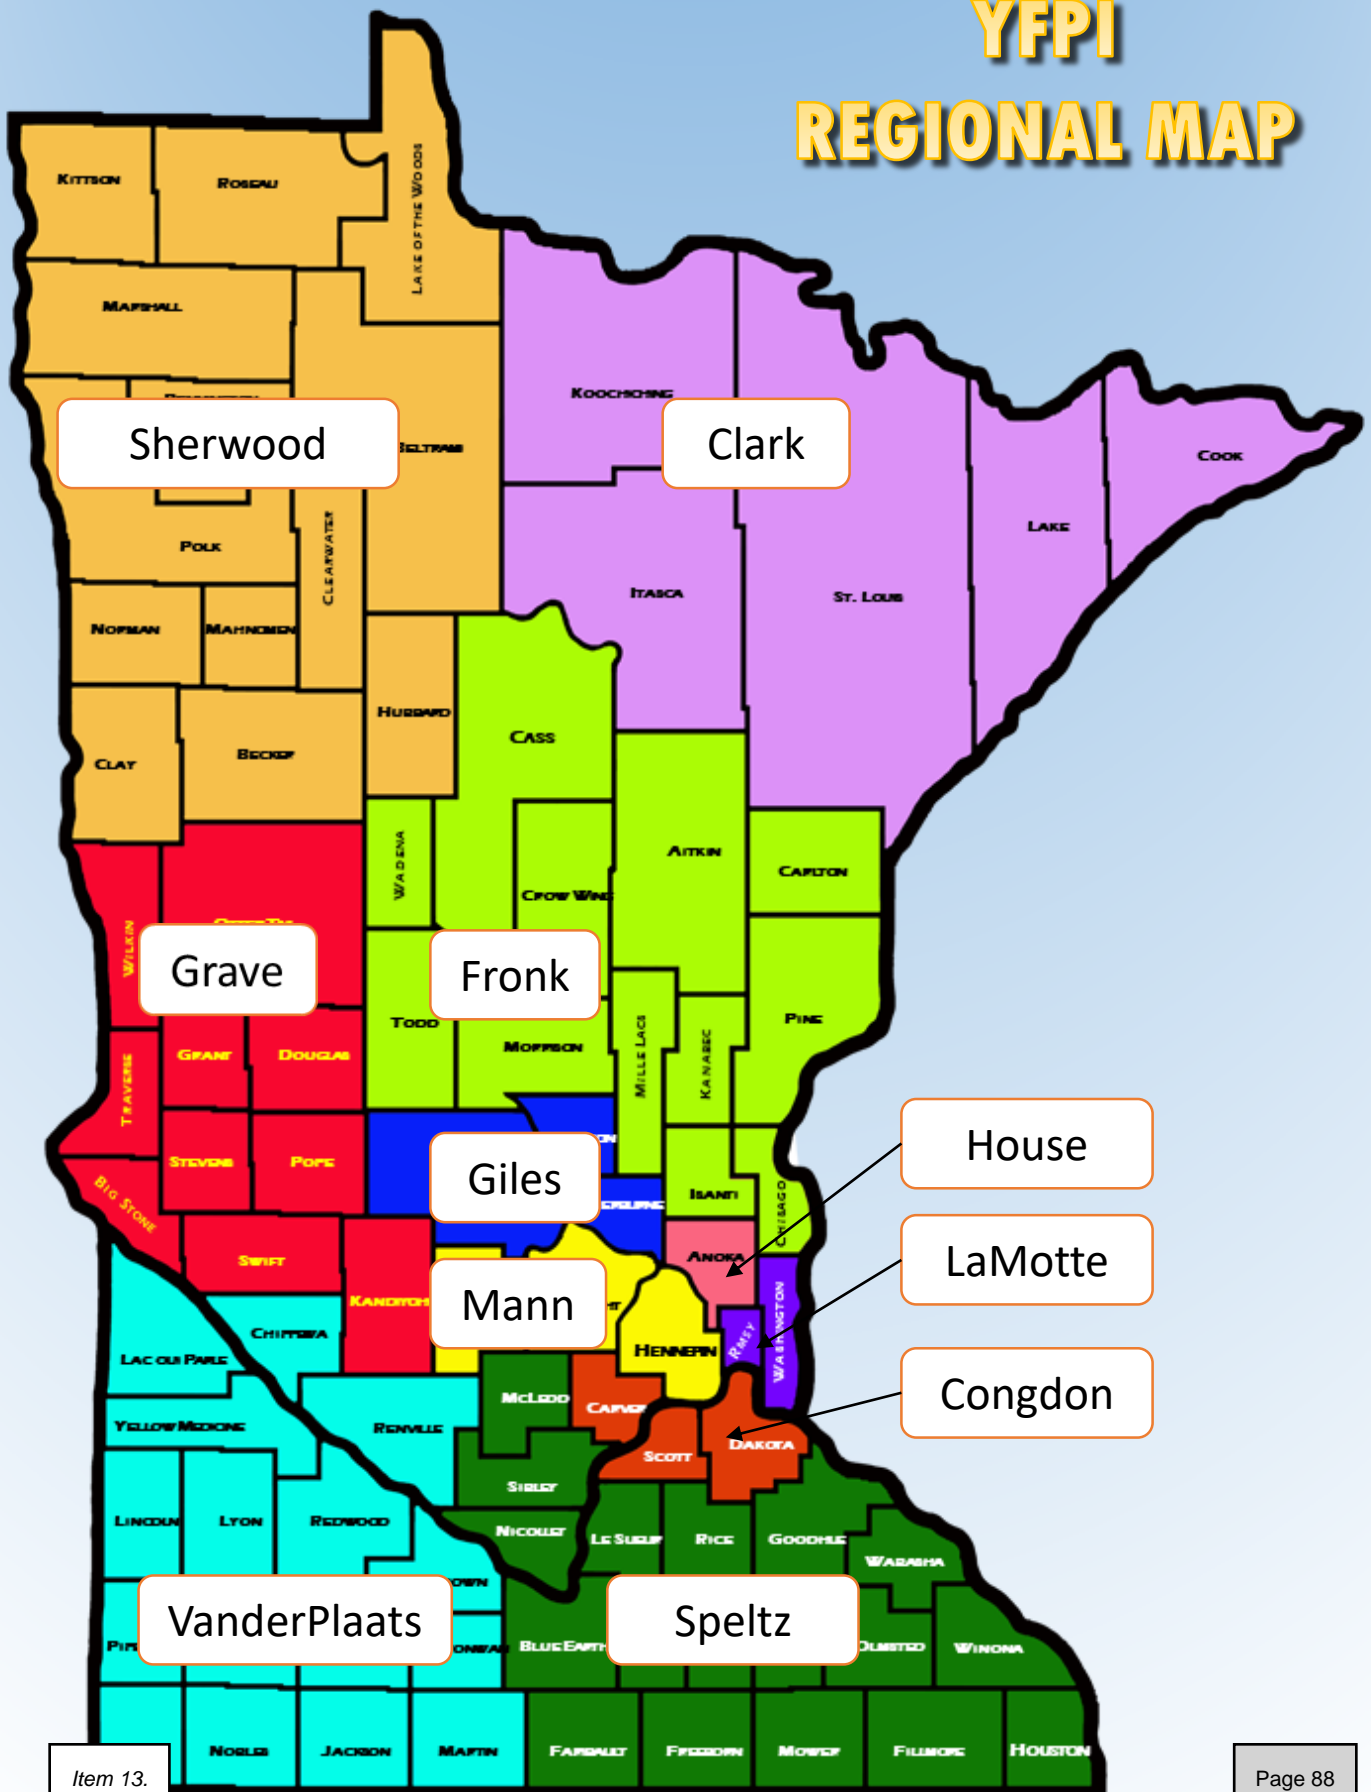 YFPI
REGIONAL MAP
KITTSON
ROSEAU
LAKE OF THE WOODS
MARSHALL
KOOCHICHING
Sherwood
BELTRAMI
Clark
COOK
LAKE
POLK
CLEARWATER
ITASCA
ST. LOUIS
NORMAN
MAHNOMEN
HUBBARD
CASS
CLAY
BECKER
WADENA
AITKIN
CARLTON
CROW WING
WILKIN
Grave
Fronk
TODD
PINE
GRANT
DOUGLAS
MORRISON
MILLE LACS
KANABEC
TRAVERSE
House
STEVENS
POPE
Giles
ISANTI
BIG STONE
CHISAGO
SWIFT
ANOKA
LaMotte
KANDIYOHI
Mann
CHIPPEWA
LAC QUI PARLE
HENNEPIN
RMSY
WASHINGTON
MCLEOD
CARVER
Congdon
YELLOW MEDICINE
RENVILLE
SCOTT
DAKOTA
SIBLEY
LINCOLN
LYON
REDWOOD
NICOLLET
LE SUEUR
RICE
GOODHUE
WABASHA
VanderPlaats
Speltz
BLUE EARTH
OLMSTED
WINONA
NOBLES
JACKSON
MARTIN
FARIBAULT
FREEBORN
MOWER
FILLMORE
HOUSTON
Item 13.
Page 88